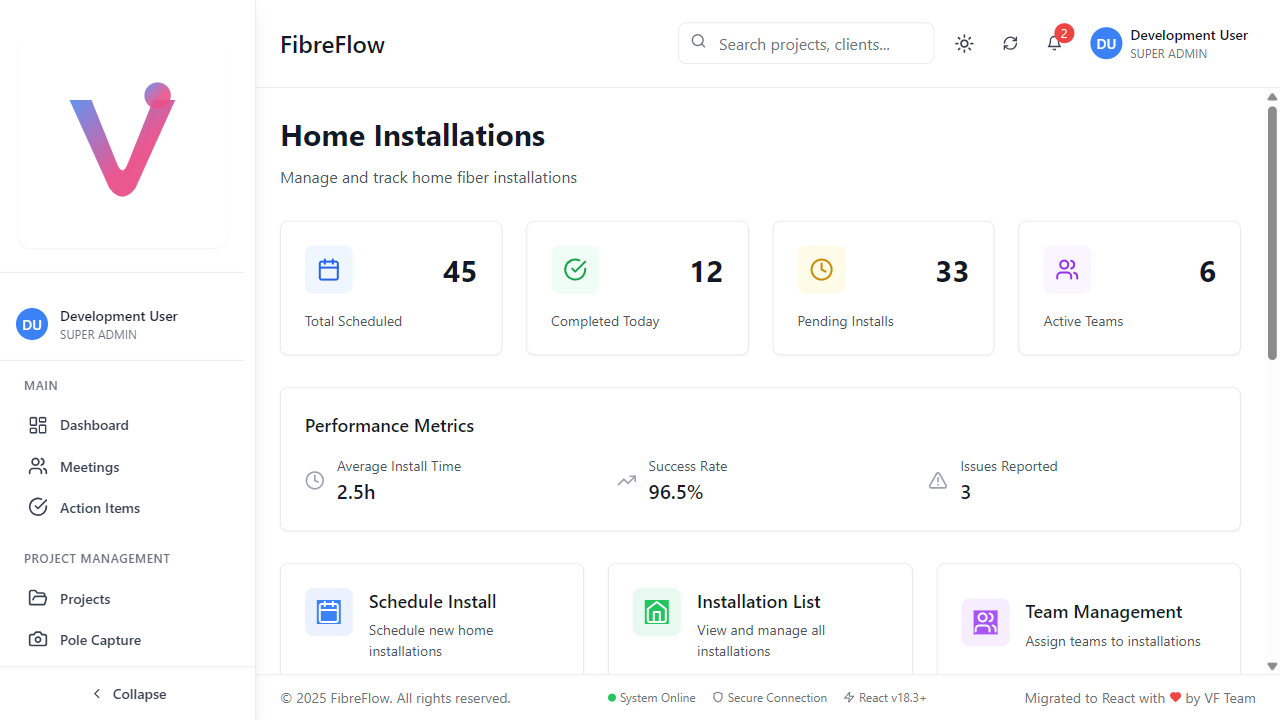 FibreFlow
Search projects, clients...
2
DU
Development User
SUPER ADMIN
DU
Development User
SUPER ADMIN
MAIN
Dashboard
Meetings
Action Items
PROJECT MANAGEMENT
Projects
Pole Capture
Collapse
Home Installations
Manage and track home fiber installations
45
Total Scheduled
12
Completed Today
33
Pending Installs
6
Active Teams
Performance Metrics
Average Install Time
2.5h
Success Rate
96.5%
Issues Reported
3
Schedule Install
Schedule new home
installations
Installation List
View and manage all
installations
Team Management
Assign teams to installations
© 2025 FibreFlow. All rights reserved.
System Online
Secure Connection
React v18.3+
Migrated to React with ❤️ by VF Team